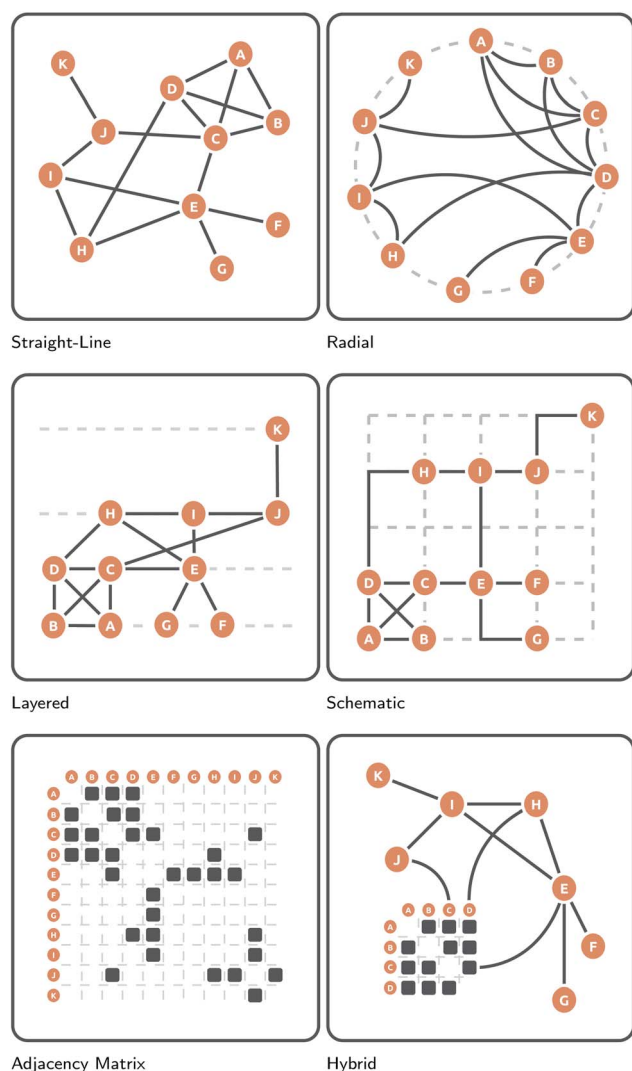 A
K
D
B
J
C
I
E
F
H
G
Straight-Line
A
B
K
C
J
D
I
E
H
F
G
Radial
K
H I J
D C E
B A G F
Layered
K
H I J
D C E F
A B G
Schematic
A B C D E F G H I J K
A
B
C
D
E
F
G
H
I
J
K
Adjacency Matrix
K
I H
J
E
A B C D
A
B
C
D
F
G
Hybrid